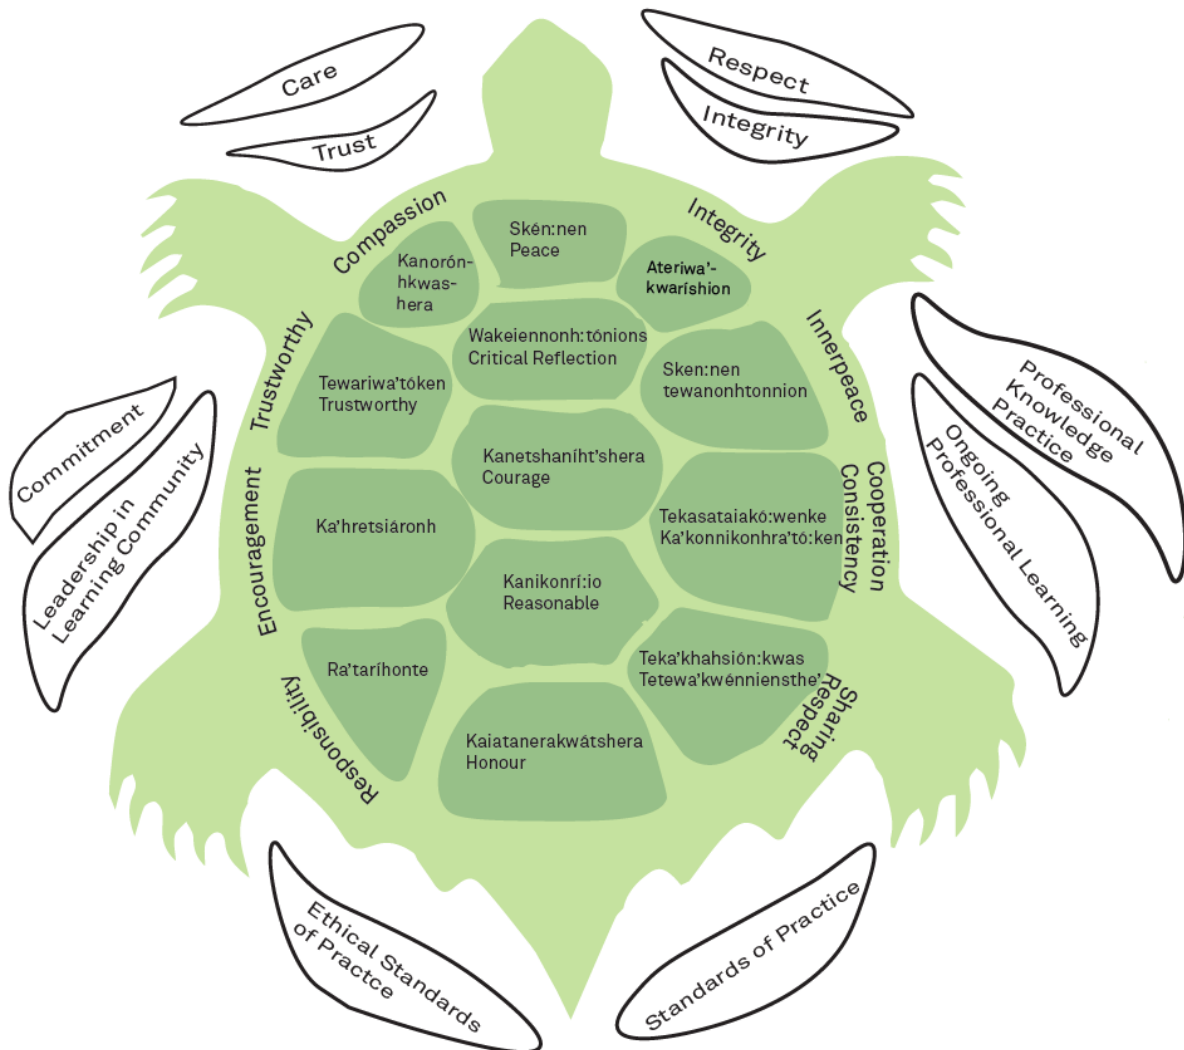 Care
Trust
Respect
Integrity
Compassion
Integrity
Skén:nen
Peace
Kanorón-
hkwas-
hera
Ateriwa'-
kwaríshion
Trustworthy
Innerpeace
Wakeiennonh:tónions
Critical Reflection
Tewariwa'tóken
Trustworthy
Sken:nen
tewanonhtonnion
Commitment
Leadership in
Learning Community
Professional
Knowledge
Practice
Ongoing
Professional Learning
Kanetshaníht'shera
Courage
Encouragement
Ka'hretsiáronh
Tekasataiakó:wenke
Ka'konnikonhra'tó:ken
Cooperation
Consistency
Kanikonrí:io
Reasonable
Responsibility
Ra'taríhonte
Teka'khahsión:kwas
Tetewa'kwénniensthe'
Sharing
Respect
Kaiatanerakwátshera
Honour
Ethical Standards
of Practce
Standards of Practice